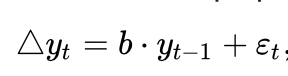 △y_t = b · y_{t−1} + ε_t,